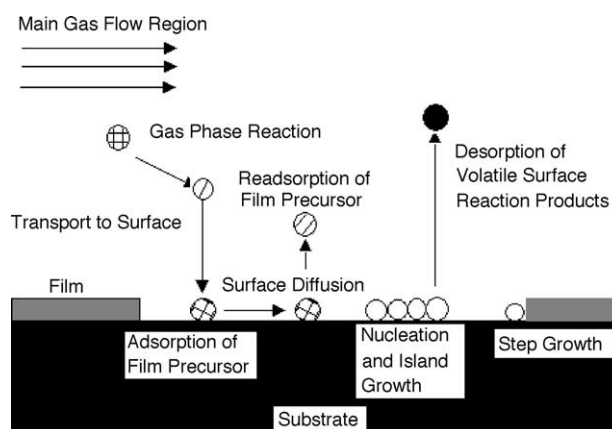 Main Gas Flow Region
Gas Phase Reaction
Desorption of
Volatile Surface
Reaction Products
Readsorption of
Film Precursor
Transport to Surface
Film
Surface Diffusion
Adsorption of
Film Precursor
Nucleation
and Island
Growth
Step Growth
Substrate